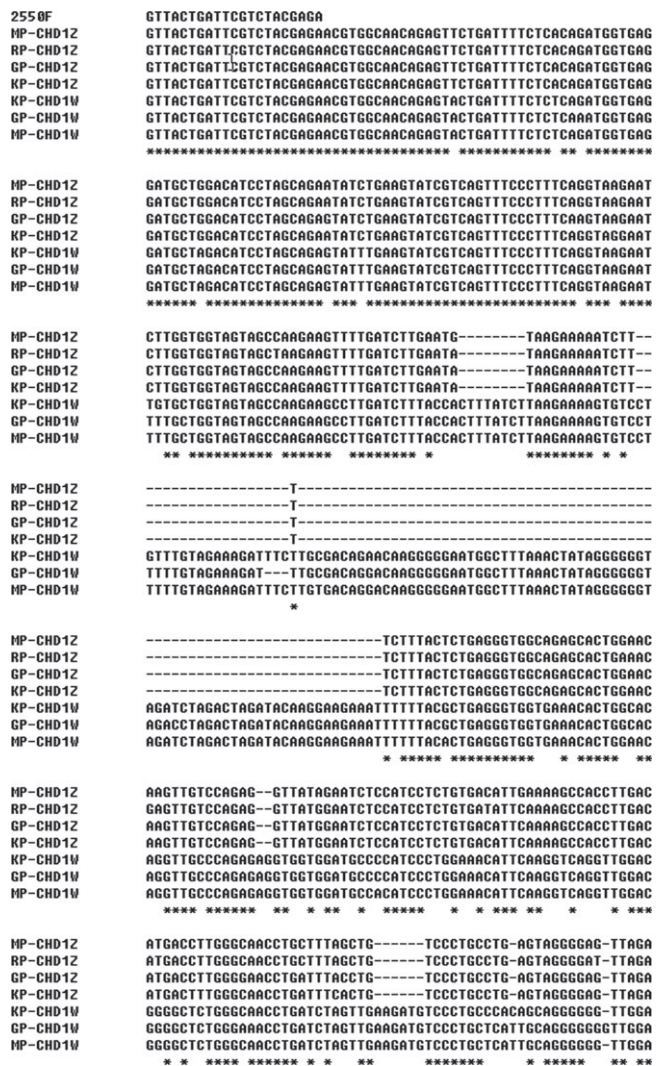 2550F GTTACTGATTCGTCTACGAGA
MP-CHD1Z GTTACTGATTCGTCTACGAGAACGTGGCAACAGAGTTCTGATTTTCTCACAGATGGTGAG
RP-CHD1Z GTTACTGATTCGTCTACGAGAACGTGGCAACAGAGTTCTGATTTTCTCACAGATGGTGAG
GP-CHD1Z GTTACTGATTCGTCTACGAGAACGTGGCAACAGAGTTCTGATTTTCTCACAGATGGTGAG
KP-CHD1Z GTTACTGATTCGTCTACGAGAACGTGGCAACAGAGTTCTGATTTTCTCACAGATGGTGAG
KP-CHD1W GTTACTGATTCGTCTACGAGAACGTGGCAACAGAGTACTGATTTTCTCTCAGATGGTGAG
GP-CHD1W GTTACTGATTCGTCTACGAGAACGTGGCAACAGAGTACTGATTTTCTCTCAAATGGTGAG
MP-CHD1W GTTACTGATTCGTCTACGAGAACGTGGCAACAGAGTACTGATTTTCTCTCAGATGGTGAG
************************************ *********** ** ********
MP-CHD1Z GATGCTGGACATCCTAGCAGAATATCTGAAGTATCGTCAGTTTCCCTTTCAGGTAAGAAT
RP-CHD1Z GATGCTGGACATCCTAGCAGAATATCTGAAGTATCGTCAGTTTCCCTTTCAGGTAAGAAT
GP-CHD1Z GATGCTGGACATCCTAGCAGAGTATCTGAAGTATCGTCAGTTTCCCTTTCAAGTAAGAAT
KP-CHD1Z GATGCTGGACATCCTAGCAGAATATCTGAAGTATCGTCAGTTTCCCTTTCAGGTAGGAAT
KP-CHD1W GATGCTAGACATCCTAGCAGAGTATTTGAAGTATCGTCAGTTTCCCTTTCAGGTAAGAAT
GP-CHD1W GATGCTAGACATCCTAGCAGAGTATTTGAAGTATCGTCAGTTTCCCTTTCAGGTAAGAAT
MP-CHD1W GATGCTAGACATCCTAGCAGAGTATTTGAAGTATCGTCAGTTTCCCTTTCAGGTAAGAAT
****** ************** *** ************************* *** ****
MP-CHD1Z CTTGGTGGTAGTAGCCAAGAAGTTTTGATCTTGAATG--------TAAGAAAAATCTT--
RP-CHD1Z CTTGGTGGTAGTAGCTAAGAAGTTTTGATCTTGAATA--------TAAGAAAAATCTT--
GP-CHD1Z CTTGGTGGTAGTAGCCAAGAAGTTTTGATCTTGAATA--------TAAGAAAAATCTT--
KP-CHD1Z CTTGGTGGTAGTAGCCAAGAAGTTTTGATCTTGAATA--------TAAGAAAAATCTT--
KP-CHD1W TGTGCTGGTAGTAGCCAAGAAGCCTTGATCTTTACCACTTTATCTTAAGAAAAGTGTCCT
GP-CHD1W TTTGCTGGTAGTAGCCAAGAAGCCTTGATCTTTACCACTTTATCTTAAGAAAAGTGTCCT
MP-CHD1W TTTGCTGGTAGTAGCCAAGAAGCCTTGATCTTTACCACTTTATCTTAAGAAAAGTGTCCT
** ********** ******  ******** *           ******** * *
MP-CHD1Z -----------------T------------------------------------------
RP-CHD1Z -----------------T------------------------------------------
GP-CHD1Z -----------------T------------------------------------------
KP-CHD1Z -----------------T------------------------------------------
KP-CHD1W GTTTGTAGAAAGATTTCTTGCGACAGAACAAGGGGGAATGGCTTTAAACTATAGGGGGGT
GP-CHD1W TTTTGTAGAAAGAT---TTGCGACAGGACAAGGGGGAATGGCTTTAAACTATAGGGGGGT
MP-CHD1W TTTTGTAGAAAGATTTCTTGTGACAGGACAAGGGGGAATGGCTTTAAACTATAGGGGGGT
*
MP-CHD1Z ----------------------------TCTTTACTCTGAGGGTGGCAGAGCACTGGAAC
RP-CHD1Z ----------------------------TCTTTACTCTGAGGGTGGCAGAGCACTGAAAC
GP-CHD1Z ----------------------------TCTTTACTCTGAGGGTGGCAGAGCACTGGAAC
KP-CHD1Z ----------------------------TCTTTACTCTGAGGGTGGCAGAGCACTGGAAC
KP-CHD1W AGATCTAGACTAGATACAAGGAAGAAATTTTTTACGCTGAGGGTGGTGAAACACTGGCAC
GP-CHD1W AGACCTAGACTAGATACAAGGAAGAAATTTTTTACGCTGAGGGTGGTGAAACACTGGCAC
MP-CHD1W AGATCTAGACTAGATACAAGGAAGAAATTTTTTACACTGAGGGTGGTGAAACACTGGAAC
* ***** **********   * *****  **
MP-CHD1Z AAGTTGTCCAGAG--GTTATAGAATCTCCATCCTCTGTGACATTGAAAAGCCACCTTGAC
RP-CHD1Z GAGTTGTCCAGAG--GTTATGGAATCTCCATCCTCTGTGATATTCAAAAGCCACCTTGAC
GP-CHD1Z AAGTTGTCCAGAG--GTTATGGAATCTCCATCCTCTGTGACATTCAAAAGCCACCTTGAC
KP-CHD1Z AAGTTGTCCAGAG--GTTATGGAATCTCCATCCTCTGTGACATTCAAAAGCCACCTTGAC
KP-CHD1W AGGTTGCCCAGAGAGGTGGTGGATGCCCCATCCCTGGAAACATTCAAGGTCAGGTTGGAC
GP-CHD1W AGGTTGCCCAGAGAGGTGGTGGATGCCCCATCCCTGGAAACATTCAAGGTCAGGTTGGAC
MP-CHD1W AGGTTGCCCAGAGAGGTGGTGGATGCCACATCCCTGGAAACATTCAAGGTCAGGTTGGAC
**** ******  **  * **  *  *****   *  * *** **   *    *  ***
MP-CHD1Z ATGACCTTGGGCAACCTGCTTTAGCTG------TCCCTGCCTG-AGTAGGGGAG-TTAGA
RP-CHD1Z ATGACCTTGGGCAACCTGCTTTAGCTG------TCCCTGCCTG-AGTAGGGGAT-TTAGA
GP-CHD1Z ATGACCTTGGGGAACCTGATTTACCTG------TCCCTGCCTG-AGTAGGGGAG-TTAGA
KP-CHD1Z ATGACTTTGGGCAACCTGATTTCACTG------TCCCTGCCTG-AGTAGGGGAG-TTAGA
KP-CHD1W GGGGCTCTGGGCAACCTGATCTAGTTGAAGATGTCCCTGCCCACAGCAGGGGGG-TTGGA
GP-CHD1W GGGGCTCTGGGAAACCTGATCTAGTTGAAGATGTCCCTGCTCATTGCAGGGGGGGTTGGA
MP-CHD1W GGGGCTCTGGGCAACCTGATCTAGTTGAAGATGTCCCTGCTCATTGCAGGGGGG-TTGGA
* *  **** ****** * *   **      *******    * *****  ** **